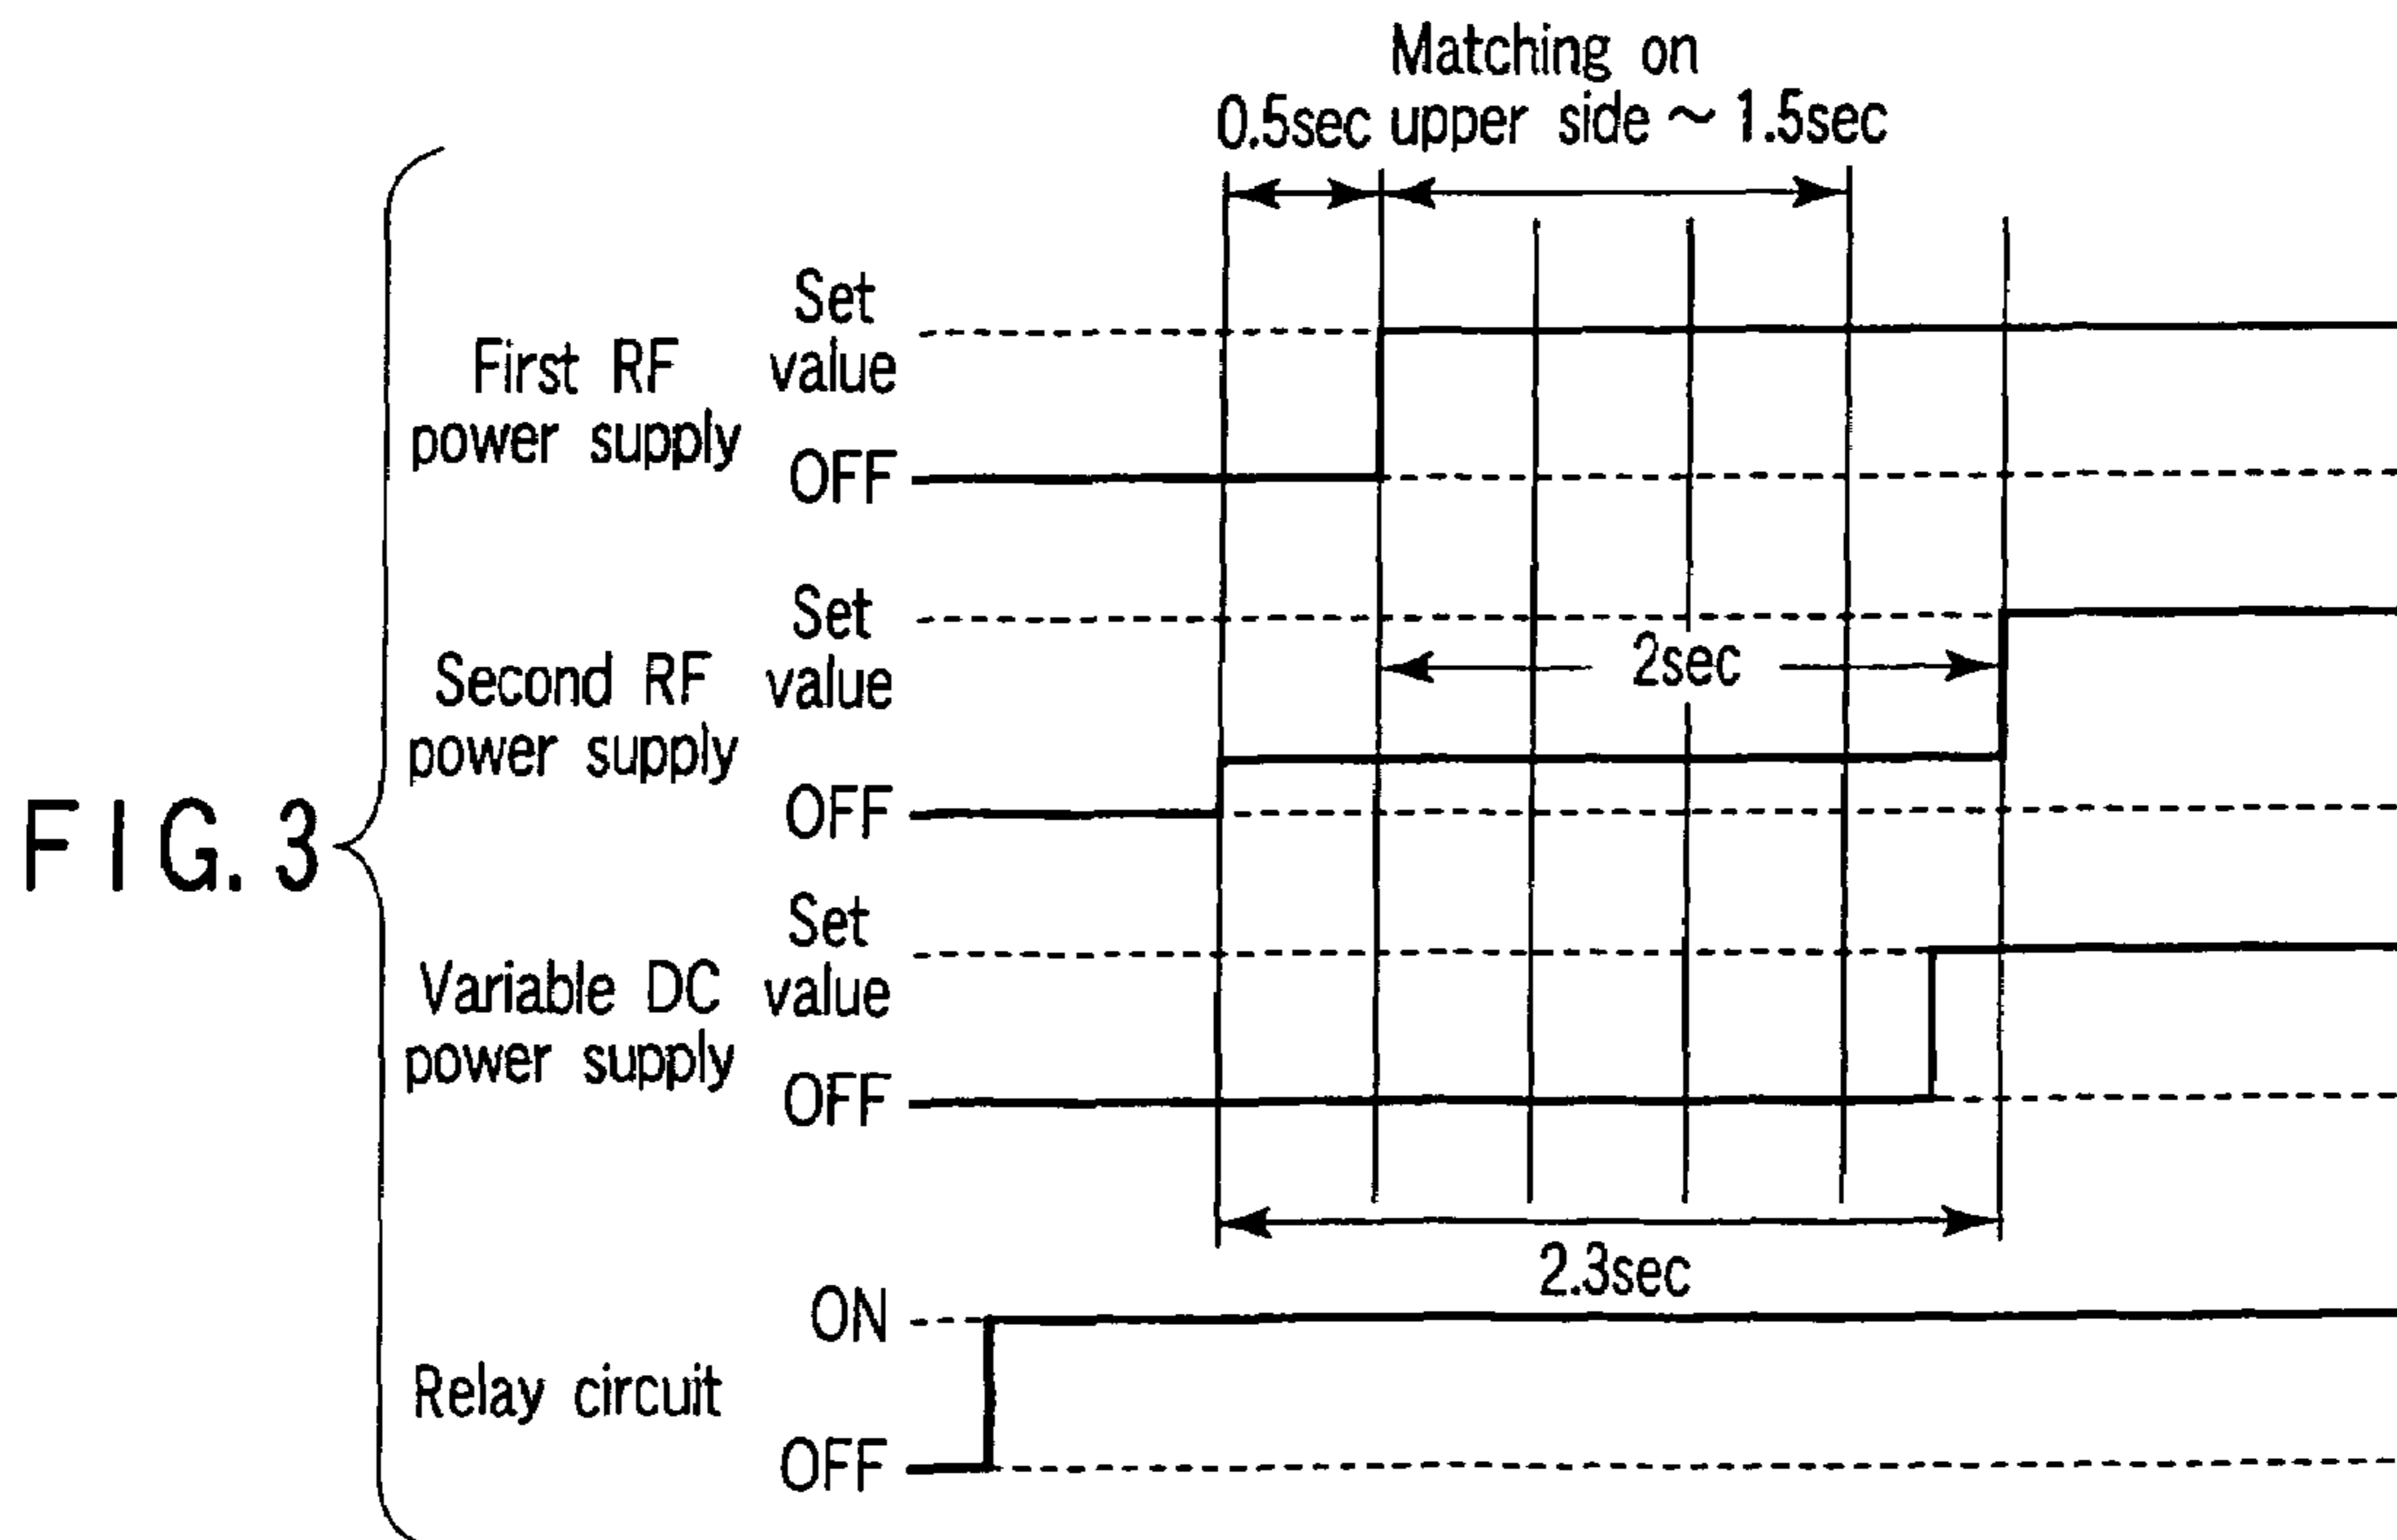 Matching on
0.5sec upper side ~ 1.5sec
Set
value
First RF
power supply
OFF
Set
value
2sec
Second RF
power supply
OFF
FIG. 3
Set
value
Variable DC
power supply
OFF
2.3sec
ON
Relay circuit
OFF